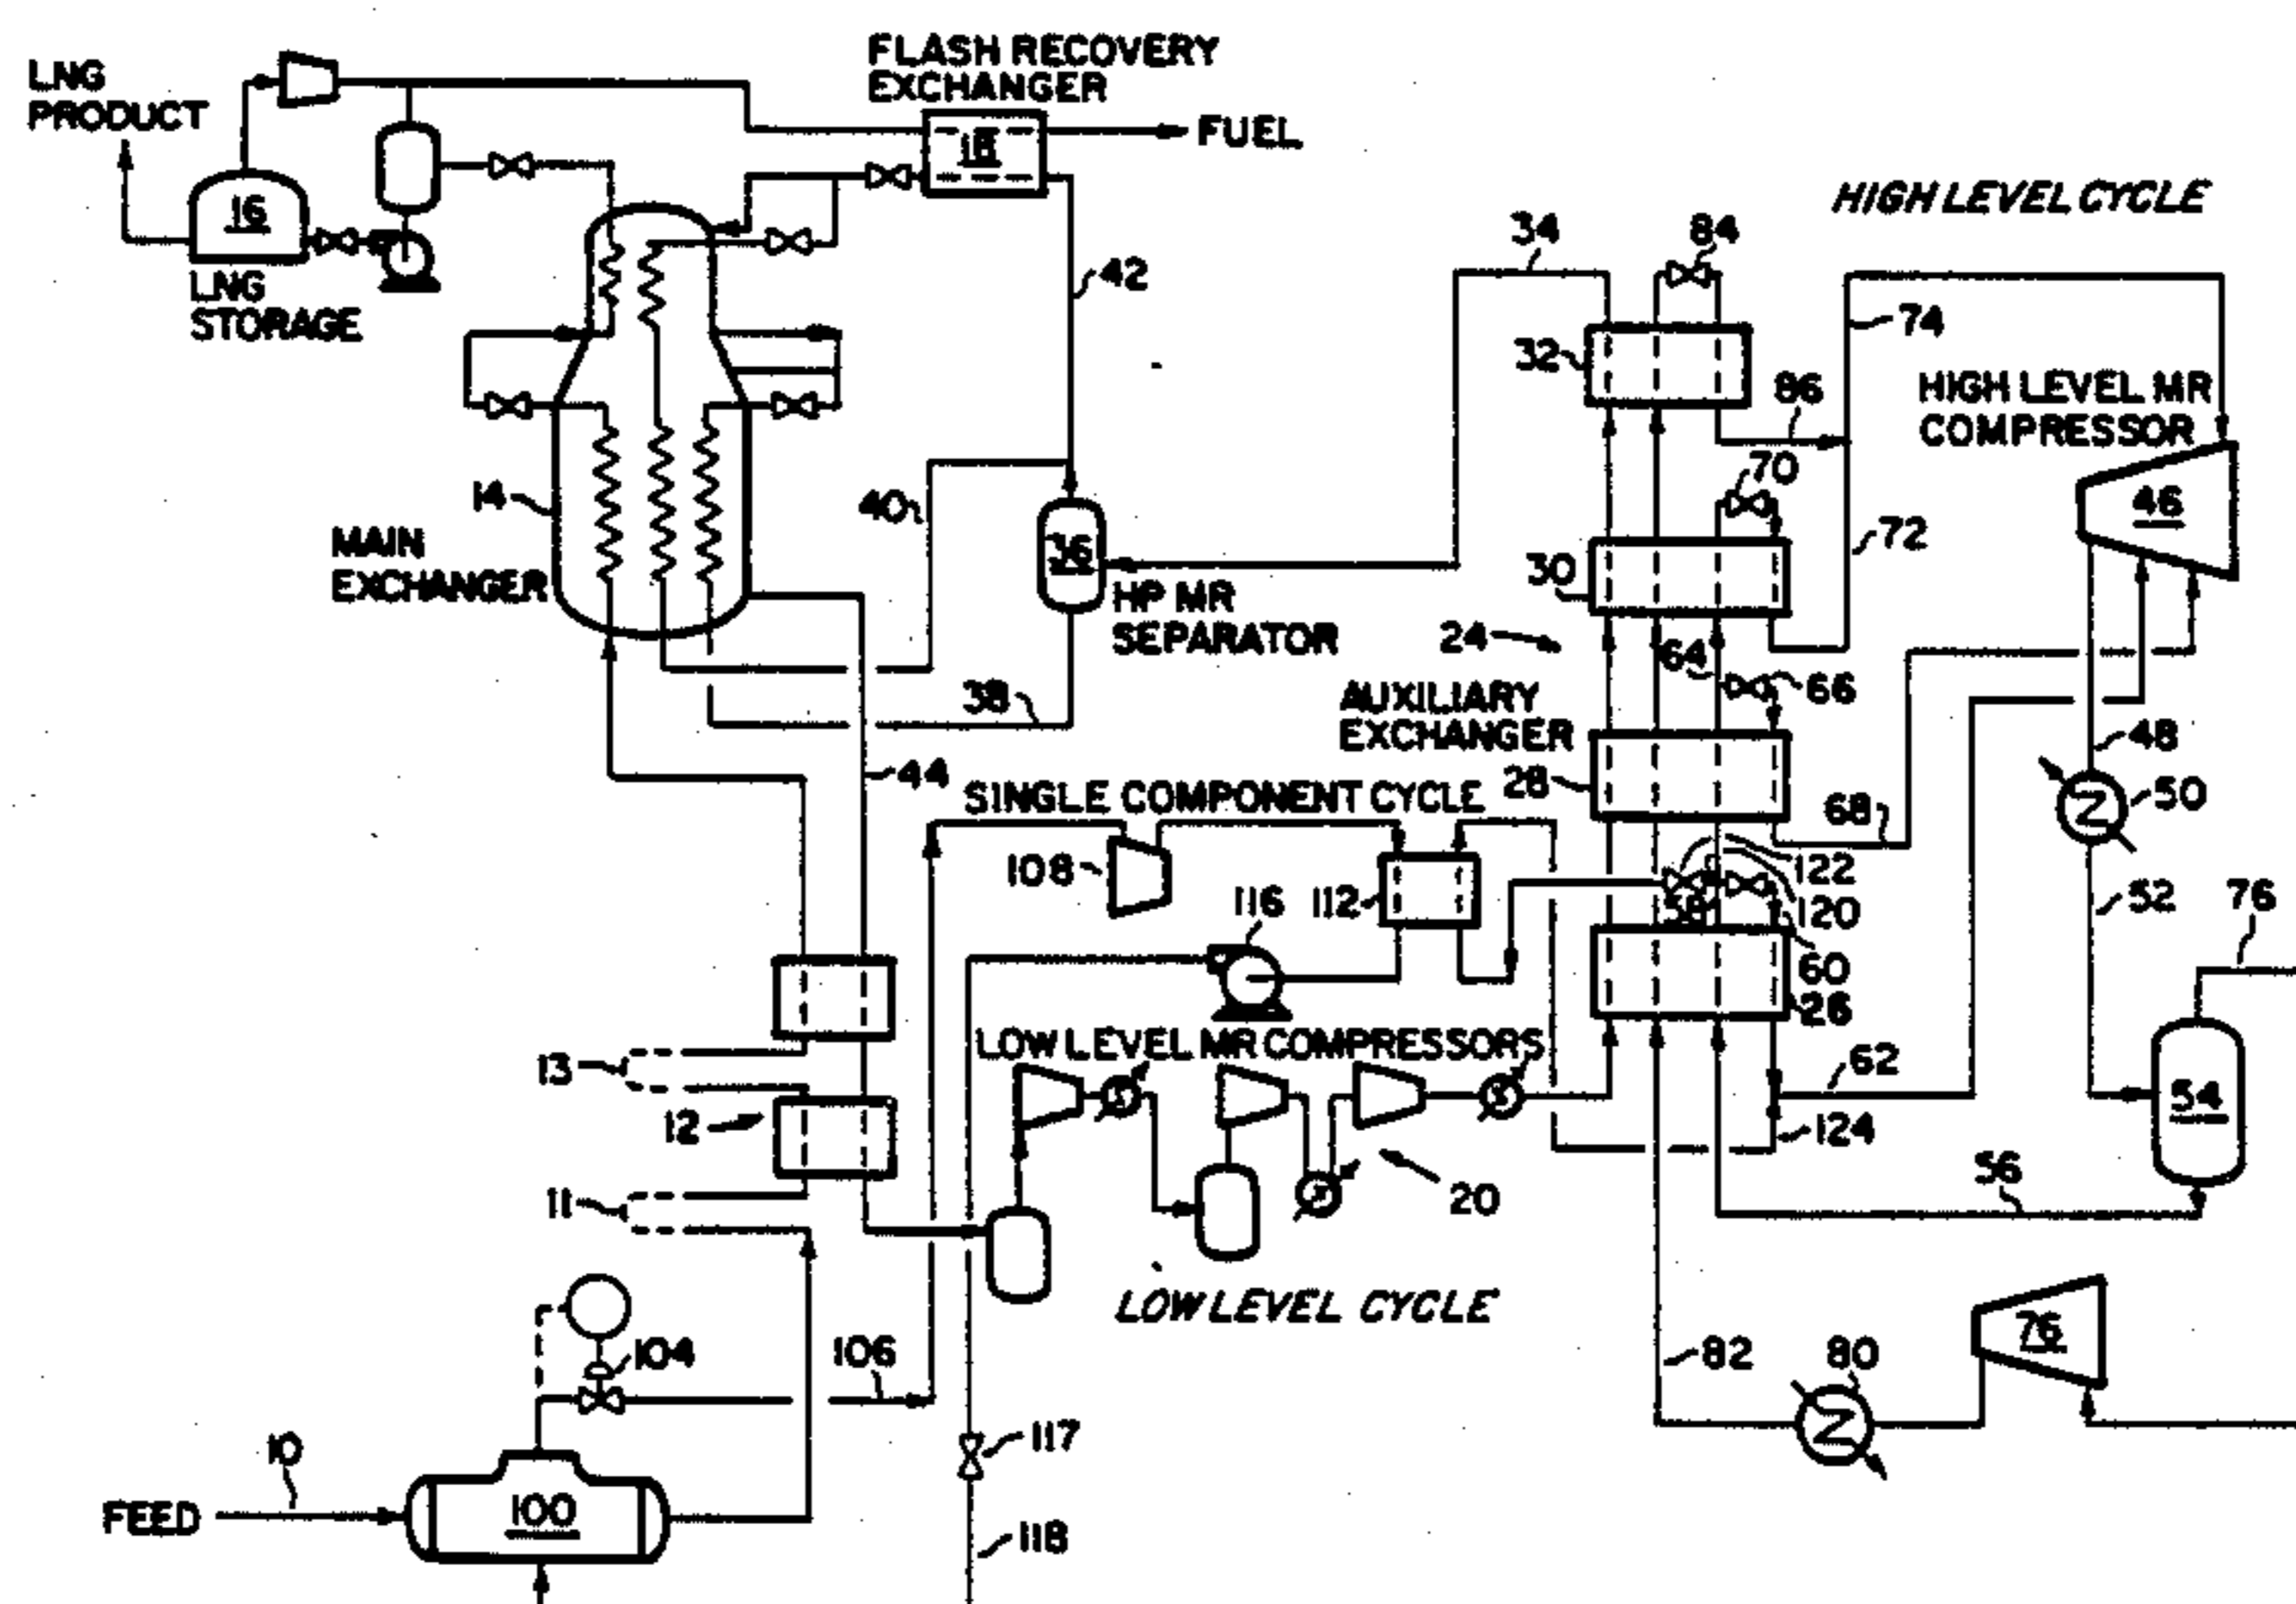 LNG
PRODUCT
FLASH RECOVERY
EXCHANGER
18
FUEL
16
LNG
STORAGE
HIGH LEVEL CYCLE
34
84
42
74
32
86
HIGH LEVEL MR
COMPRESSOR
70
46
14
40
36
72
MAIN
EXCHANGER
30
HP MR
SEPARATOR
24
64
66
38
AUXILIARY
EXCHANGER
48
44
28
50
SINGLE COMPONENT CYCLE
68
108
122
116
112
58
120
52
76
60
26
LOW LEVEL MR COMPRESSORS
13
62
54
12
124
56
11
20
LOW LEVEL CYCLE
104
106
82
80
76
10
117
FEED
100
118